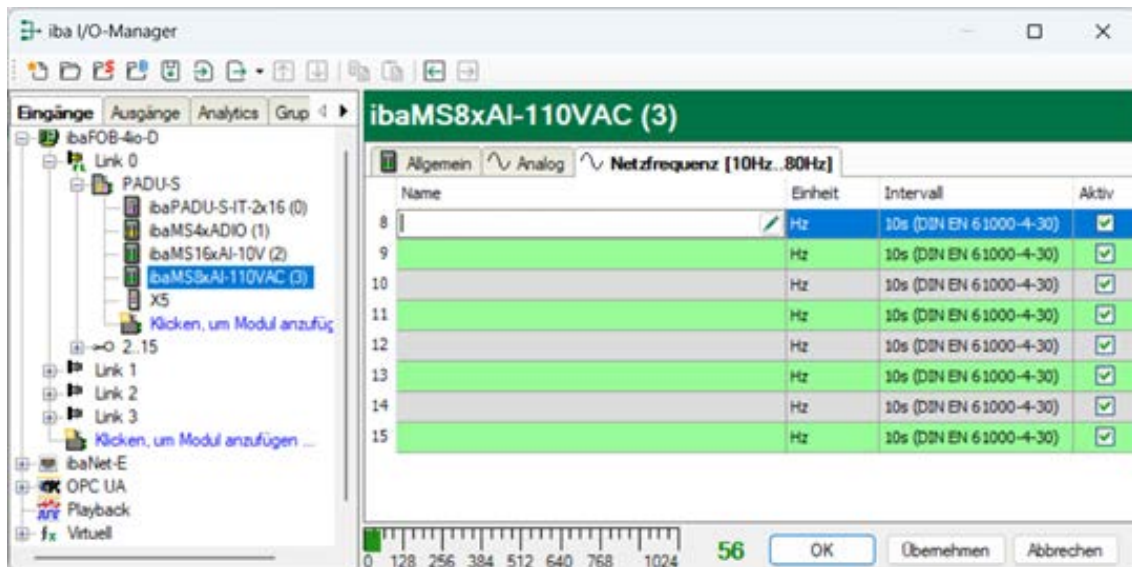 iba I/O-Manager
Eingänge Ausgänge Analytics Grup
ibaMS8xAI-110VAC (3)
ibaFOB-4io-D
Link 0
PADU-S
ibaPADU-S-IT-2x16 (0)
ibaMS4xADIO (1)
ibaMS16xAI-10V (2)
ibaMS8xAI-110VAC (3)
X5
Klicken, um Modul anzufüg
2..15
Link 1
Link 2
Link 3
Klicken, um Modul anzufügen ...
ibaNet-E
OPC UA
Playback
Virtuell
Allgemein Analog Netzfrequenz [10Hz..80Hz]
Name Einheit Intervall Aktiv
8 Hz 10s (DIN EN 61000-4-30)
9 Hz 10s (DIN EN 61000-4-30)
10 Hz 10s (DIN EN 61000-4-30)
11 Hz 10s (DIN EN 61000-4-30)
12 Hz 10s (DIN EN 61000-4-30)
13 Hz 10s (DIN EN 61000-4-30)
14 Hz 10s (DIN EN 61000-4-30)
15 Hz 10s (DIN EN 61000-4-30)
0 128 256 384 512 640 768 1024
56 OK Übernehmen Abbrechen